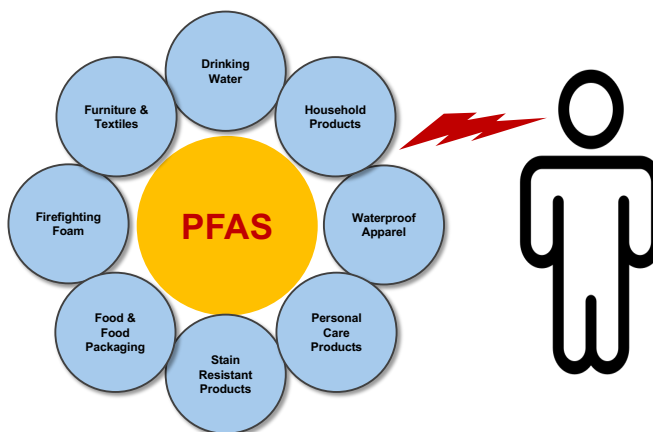 Drinking
Water
Furniture &
Textiles
Household
Products
PFAS
Firefighting
Foam
Waterproof
Apparel
Food &
Food
Packaging
Personal
Care
Products
Stain
Resistant
Products